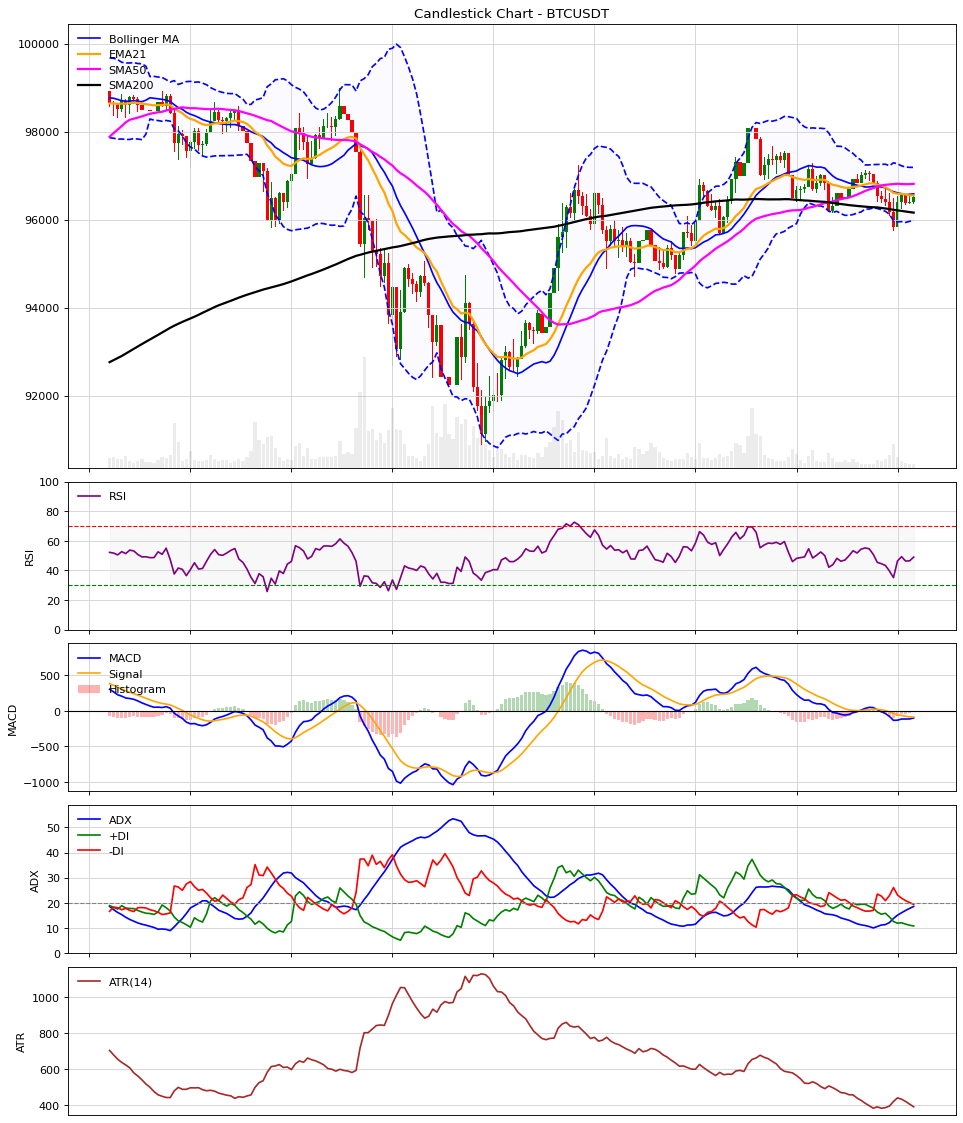 Candlestick Chart - BTCUSDT
Bollinger MA
EMA21
SMA50
SMA200
100000
98000
96000
94000
92000
RSI
RSI
100
80
60
40
20
0
MACD
Signal
Histogram
MACD
500
0
−500
−1000
ADX
+DI
-DI
ADX
50
40
30
20
10
0
ATR(14)
ATR
1000
800
600
400